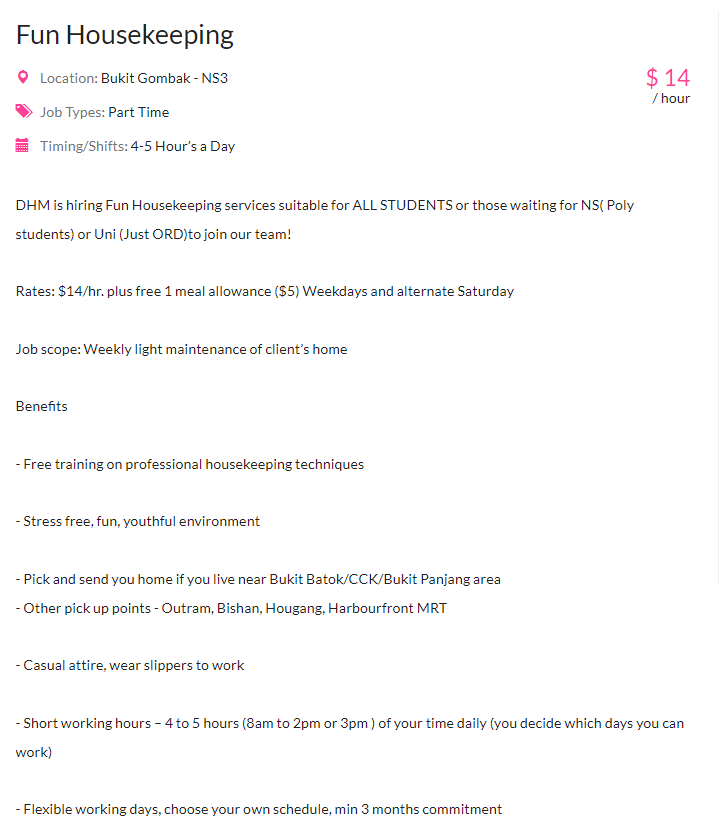 Fun Housekeeping
Location: Bukit Gombak - NS3
$ 14
/ hour
Job Types: Part Time
Timing/Shifts: 4-5 Hour's a Day
DHM is hiring Fun Housekeeping services suitable for ALL STUDENTS or those waiting for NS( Poly
students) or Uni (Just ORD)to join our team!
Rates: $14/hr. plus free 1 meal allowance ($5) Weekdays and alternate Saturday
Job scope: Weekly light maintenance of client's home
Benefits
- Free training on professional housekeeping techniques
- Stress free, fun, youthful environment
- Pick and send you home if you live near Bukit Batok/CCK/Bukit Panjang area
- Other pick up points - Outram, Bishan, Hougang, Harbourfront MRT
- Casual attire, wear slippers to work
- Short working hours – 4 to 5 hours (8am to 2pm or 3pm ) of your time daily (you decide which days you can
work)
- Flexible working days, choose your own schedule, min 3 months commitment